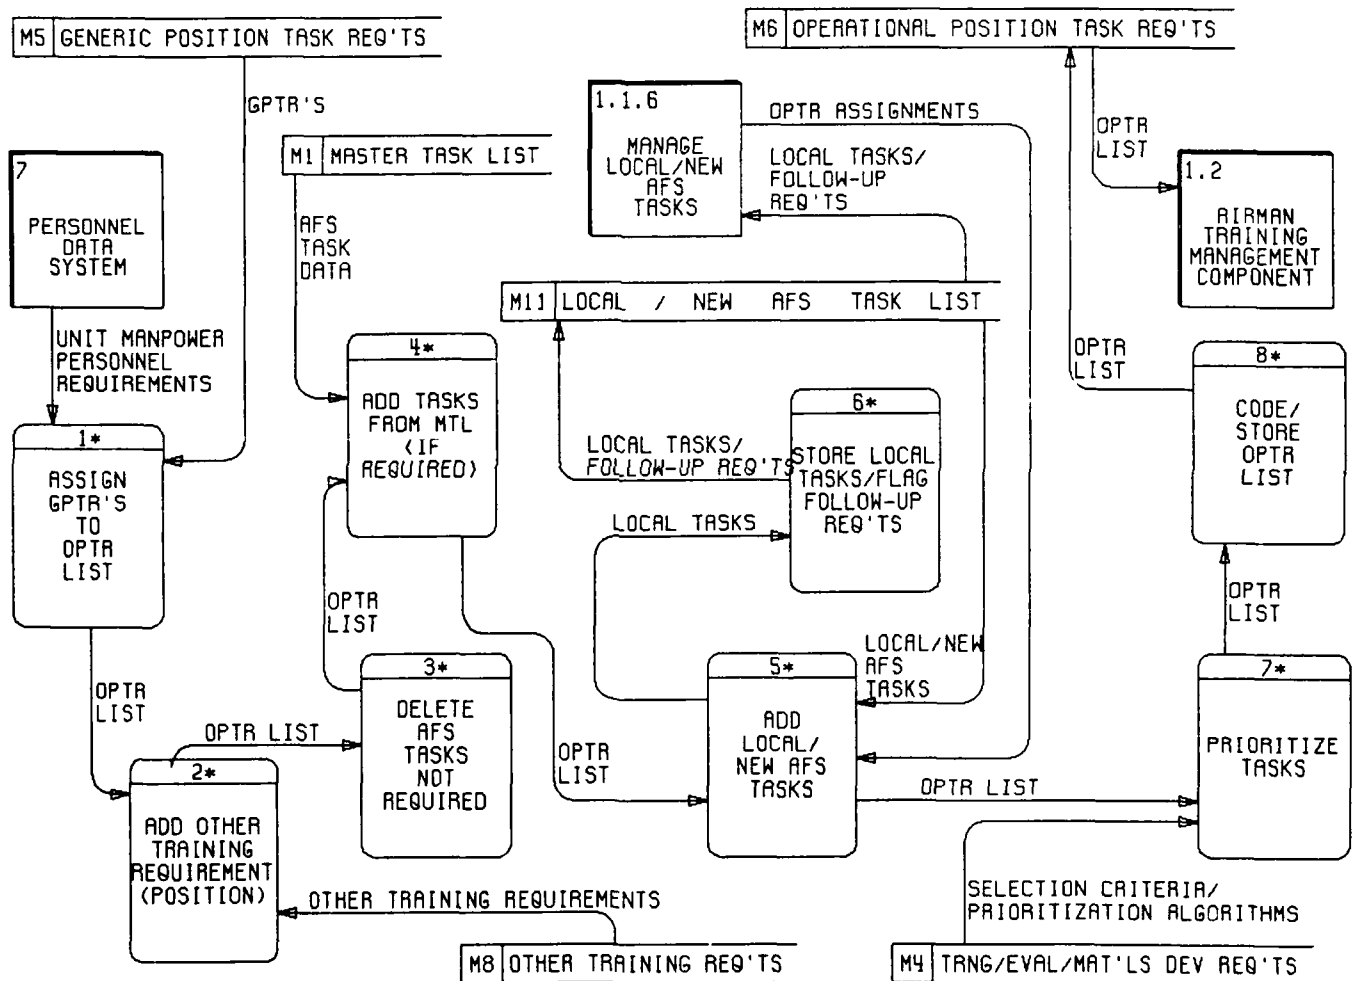 M5 GENERIC POSITION TASK REQ'TS
M6 OPERATIONAL POSITION TASK REQ'TS
GPTR'S
1.1.6
MANAGE
LOCAL/NEW
AFS
TASKS
OPTR ASSIGNMENTS
LOCAL TASKS/
FOLLOW-UP
REQ'TS
OPTR
LIST
M1 MASTER TASK LIST
7
PERSONNEL
DATA
SYSTEM
1.2
AIRMAN
TRAINING
MANAGEMENT
COMPONENT
AFS
TASK
DATA
M11 LOCAL / NEW AFS TASK LIST
UNIT MANPOWER
PERSONNEL
REQUIREMENTS
4*
ADD TASKS
FROM MTL
(IF
REQUIRED)
OPTR
LIST
8*
CODE/
STORE
OPTR
LIST
6*
STORE LOCAL
TASKS/FLAG
FOLLOW-UP
REQ'TS
LOCAL TASKS/
FOLLOW-UP REQ'TS
1*
ASSIGN
GPTR'S
TO
OPTR
LIST
LOCAL TASKS
OPTR
LIST
OPTR
LIST
LOCAL/NEW
AFS
TASKS
3*
DELETE
AFS
TASKS
NOT
REQUIRED
5*
ADD
LOCAL/
NEW AFS
TASKS
7*
PRIORITIZE
TASKS
OPTR
LIST
OPTR LIST
OPTR
LIST
OPTR LIST
2*
ADD OTHER
TRAINING
REQUIREMENT
(POSITION)
OTHER TRAINING REQUIREMENTS
SELECTION CRITERIA/
PRIORITIZATION ALGORITHMS
M8 OTHER TRAINING REQ'TS
M4 TRNG/EVAL/MAT'LS DEV REQ'TS